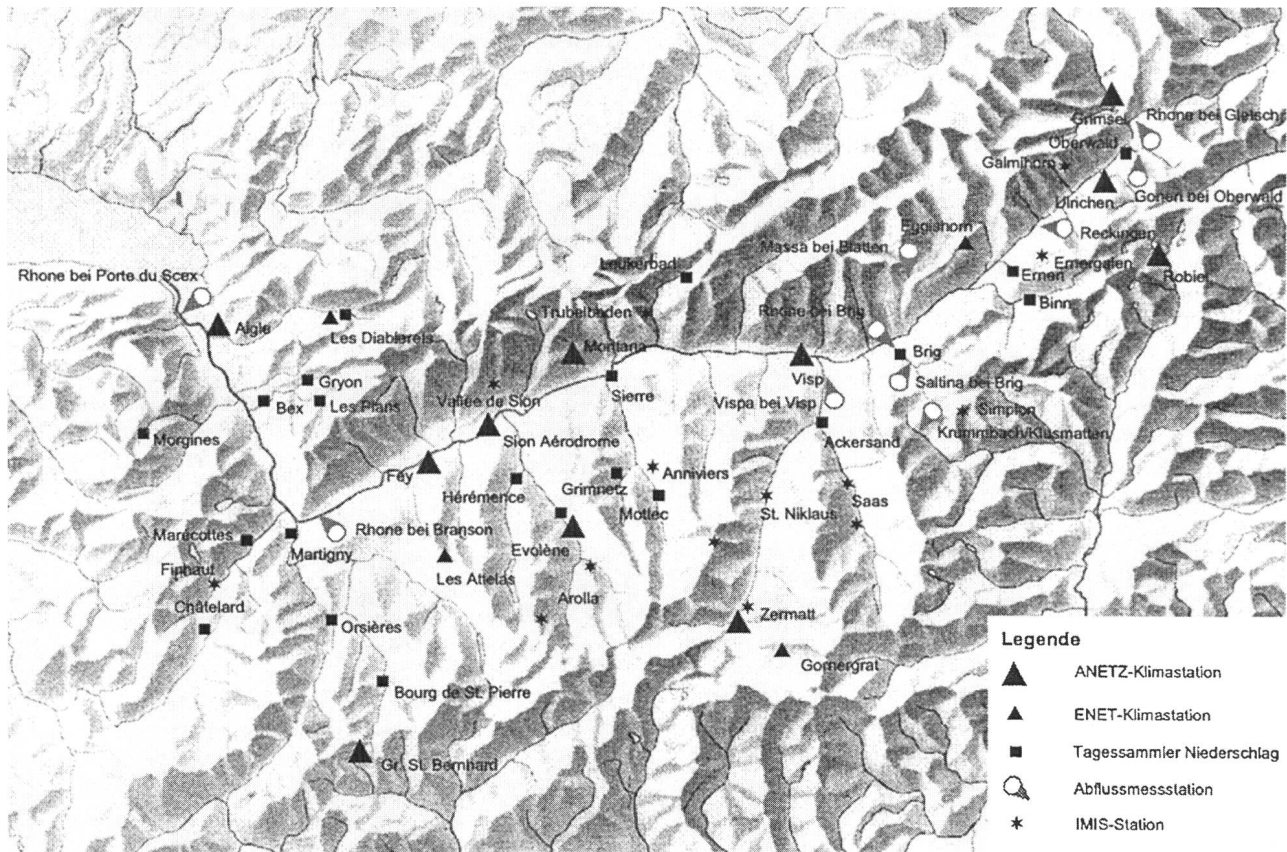 Grimsel
Rhone bei Gletsch
Oberwald
Galmihorn
Ulrichen
Gonen bei Oberwald
Eggishorn
Reckingen
Massa bei Blatten
Leukerbad
Ernergalen
Ernen
Robiei
Rhone bei Porte du Scex
Binn
Trubelboden
Rhone bei Brig
Aigle
Les Diablerets
Montana
Brig
Visp
Gryon
Sierre
Saltina bei Brig
Bex
Les Plans
Vallée de Sion
Vispa bei Visp
Simplon
Krummbach/Klusmatten
Morgines
Sion Aérodrome
Ackersand
Fey
Anniviers
Hérémence
Grimnetz
Saas
Mottec
St. Niklaus
Marécottes
Martigny
Rhone bei Branson
Evolène
Finhaut
Les Attelas
Arolla
Châtelard
Orsières
Zermatt
Gornergrat
Bourg de St. Pierre
Gr. St. Bernhard
Legende
ANETZ-Klimastation
ENET-Klimastation
Tagessammler Niederschlag
Abflussmessstation
IMIS-Station